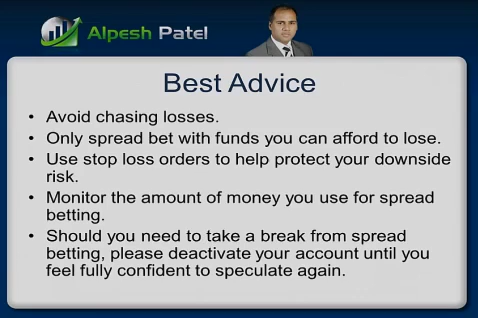 Alpesh Patel
Best Advice
• Avoid chasing losses.
• Only spread bet with funds you can afford to lose.
• Use stop loss orders to help protect your downside
risk.
• Monitor the amount of money you use for spread
betting.
• Should you need to take a break from spread
betting, please deactivate your account until you
feel fully confident to speculate again.